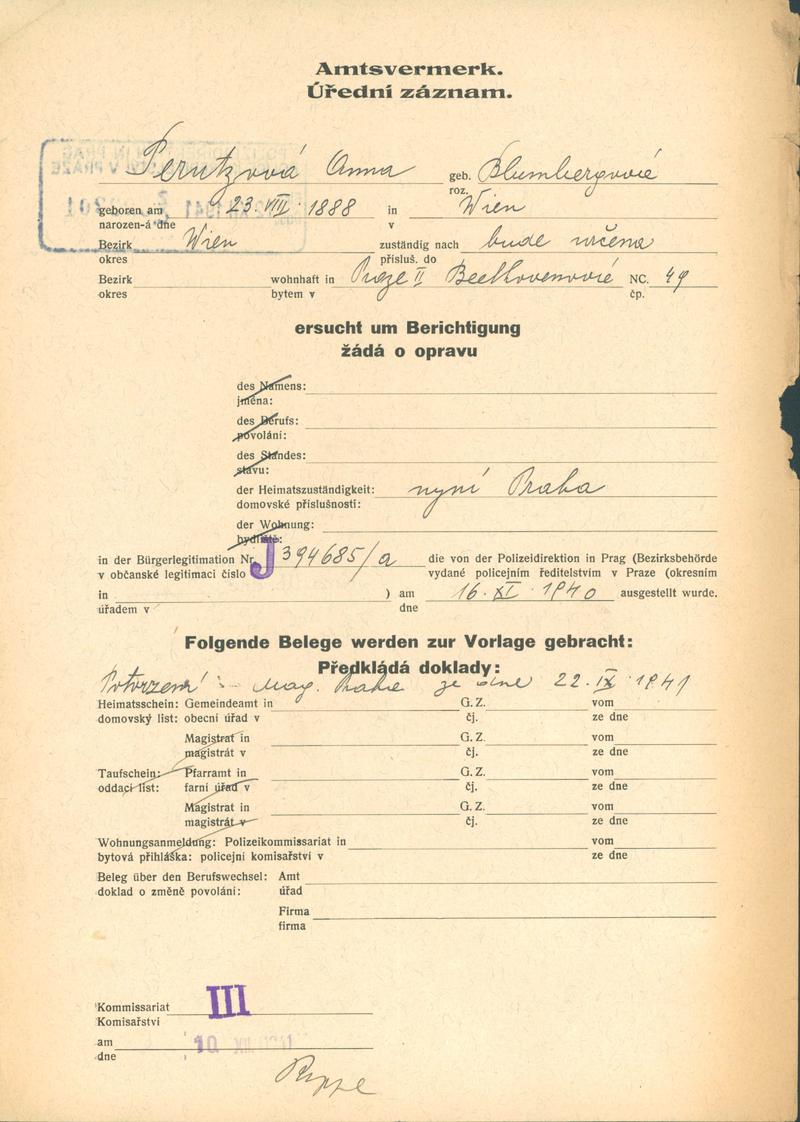 Amtsvermerk.
Úřední záznam.
Perutzová Anna geb. Blumbergové
roz.
geboren am 23. VIII. 1888 in Wien
narozen-á dne v
Bezirk Wien zuständig nach bude určena
okres přísluš. do
Bezirk wohnhaft in Praze II Beethovenově NC. 49
okres bytem v čp.
ersucht um Berichtigung
žádá o opravu
des Namens:
jména:
des Berufs:
povolání:
des Standes:
stavu:
der Heimatszuständigkeit: nyní Praha
domovské příslušnosti:
der Wohnung:
bydliště:
in der Bürgerlegitimation Nr. J 394685/a die von der Polizeidirektion in Prag (Bezirksbehörde
v občanské legitimaci číslo vydané policejním ředitelstvím v Praze (okresním
in ) am 16. XI. 1940 ausgestellt wurde.
úřadem v dne
Folgende Belege werden zur Vorlage gebracht:
Předkládá doklady:
Potvrzení : mag. Prahe ze dne 22. IX. 1941
Heimatsschein: Gemeindeamt in G. Z. vom
domovský list: obecní úřad v čj. ze dne
Magistrat in G. Z. vom
magistrát v čj. ze dne
Taufschein: Pfarramt in G. Z. vom
oddací list: farní úřad v čj. ze dne
Magistrat in G. Z. vom
magistrát v čj. ze dne
Wohnungsanmeldung: Polizeikommissariat in vom
bytová přihláška: policejní komisařství v ze dne
Beleg über den Berufswechsel: Amt
doklad o změně povolání: úřad
Firma
firma
Kommissariat III
Komisařství
am 10. XII. 1941
dne